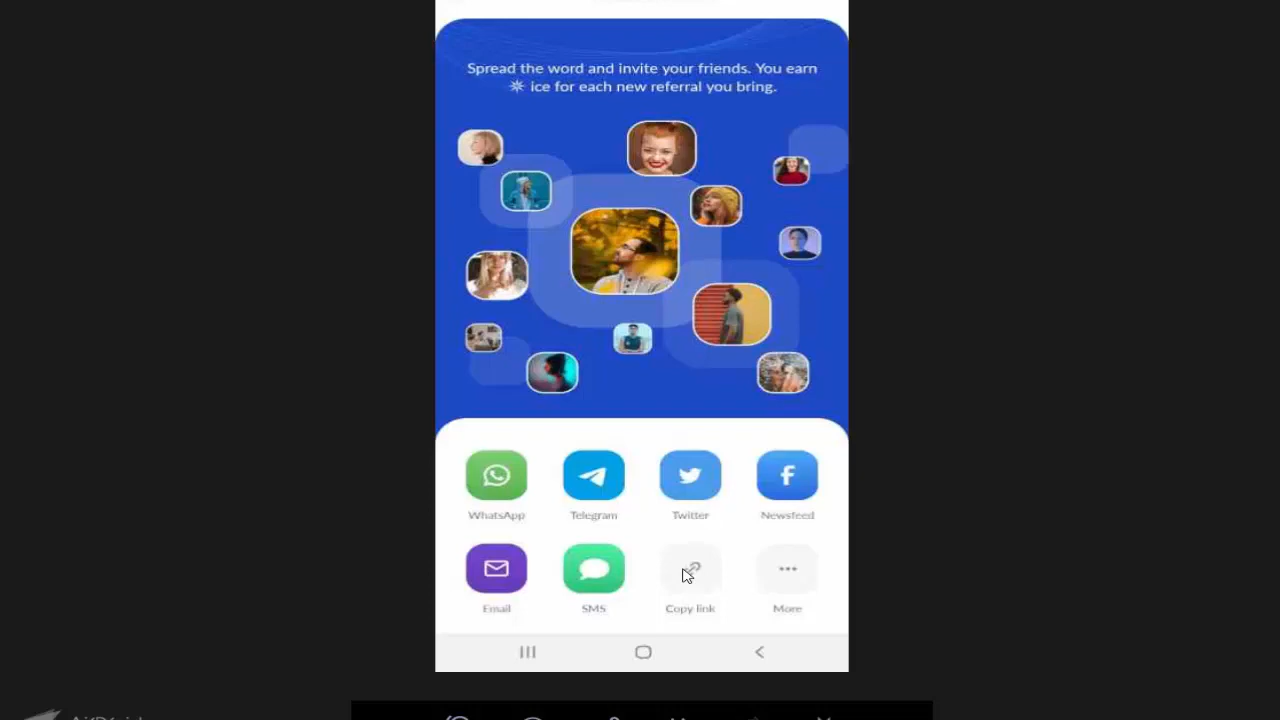 Spread the word and invite your friends. You earn
ice for each new referral you bring.
WhatsApp Telegram Twitter Newsfeed
Email SMS Copy link More